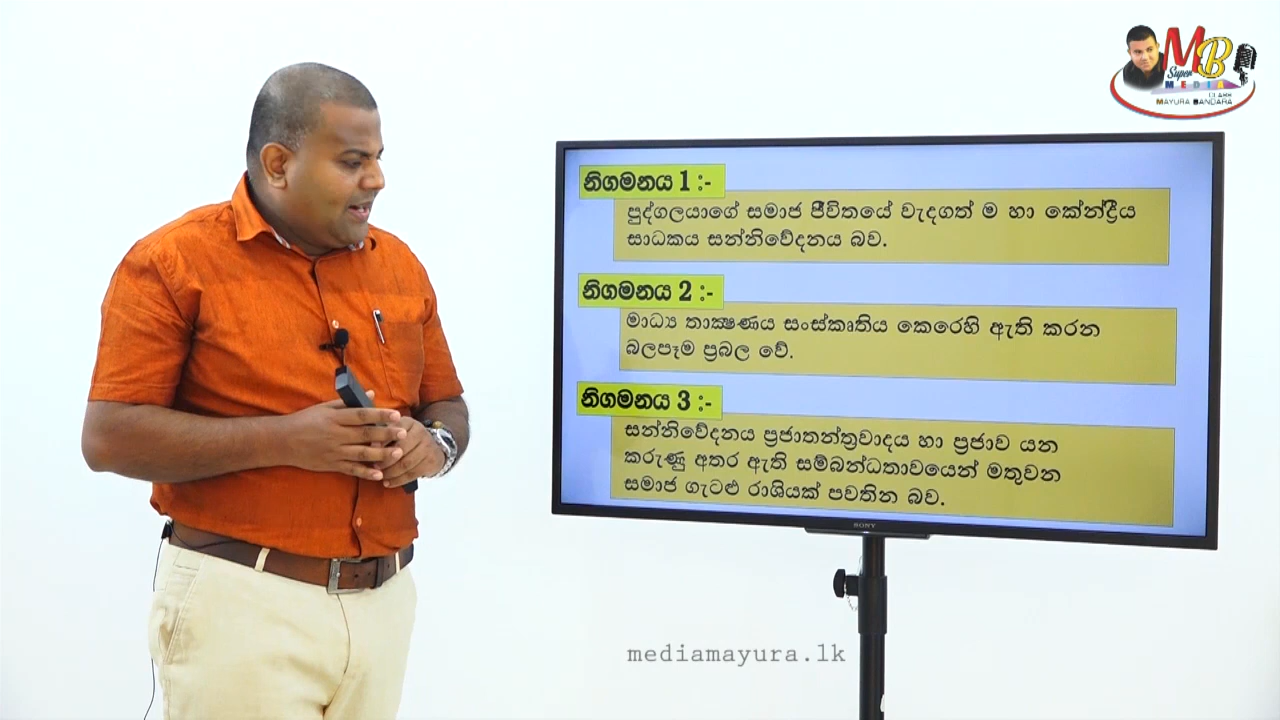 MB
Super
MEDIA
MAYURA BANDARA
නිගමනය 1 :-
පුද්ගලයාගේ සමාජ ජීවිතයේ වැදගත් ම හා කේන්ද්‍රීය
සාධකය සන්නිවේදනය බව.
නිගමනය 2 :-
මාධ්‍ය තාක්ෂණය සංස්කෘතිය කෙරෙහි ඇති කරන
බලපෑම ප්‍රබල වේ.
නිගමනය 3 :-
සන්නිවේදනය ප්‍රජාතන්ත්‍රවාදය හා ප්‍රජාව යන
කරුණු අතර ඇති සම්බන්ධතාවයෙන් මතුවන
සමාජ ගැටළු රාශියක් පවතින බව.
SONY
mediamayura.lk